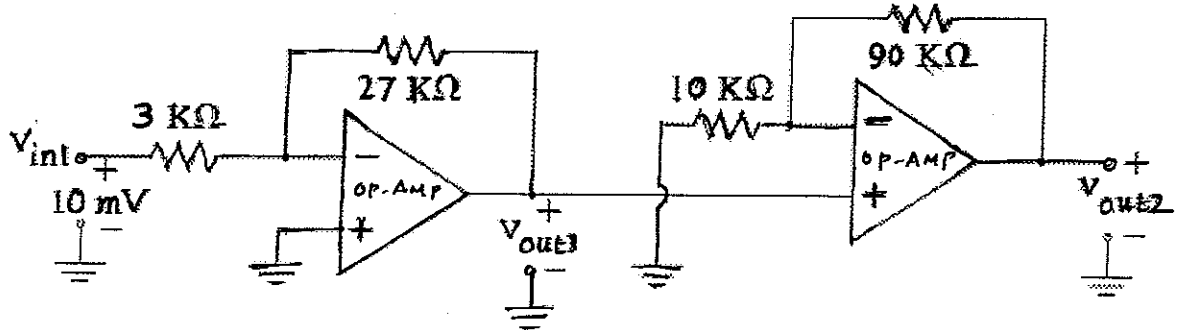 90 KΩ
27 KΩ
10 KΩ
3 KΩ
Vint
+
10 mV
−
−
OP-AMP
+
+
Vout1
−
−
OP-AMP
+
+
Vout2
−